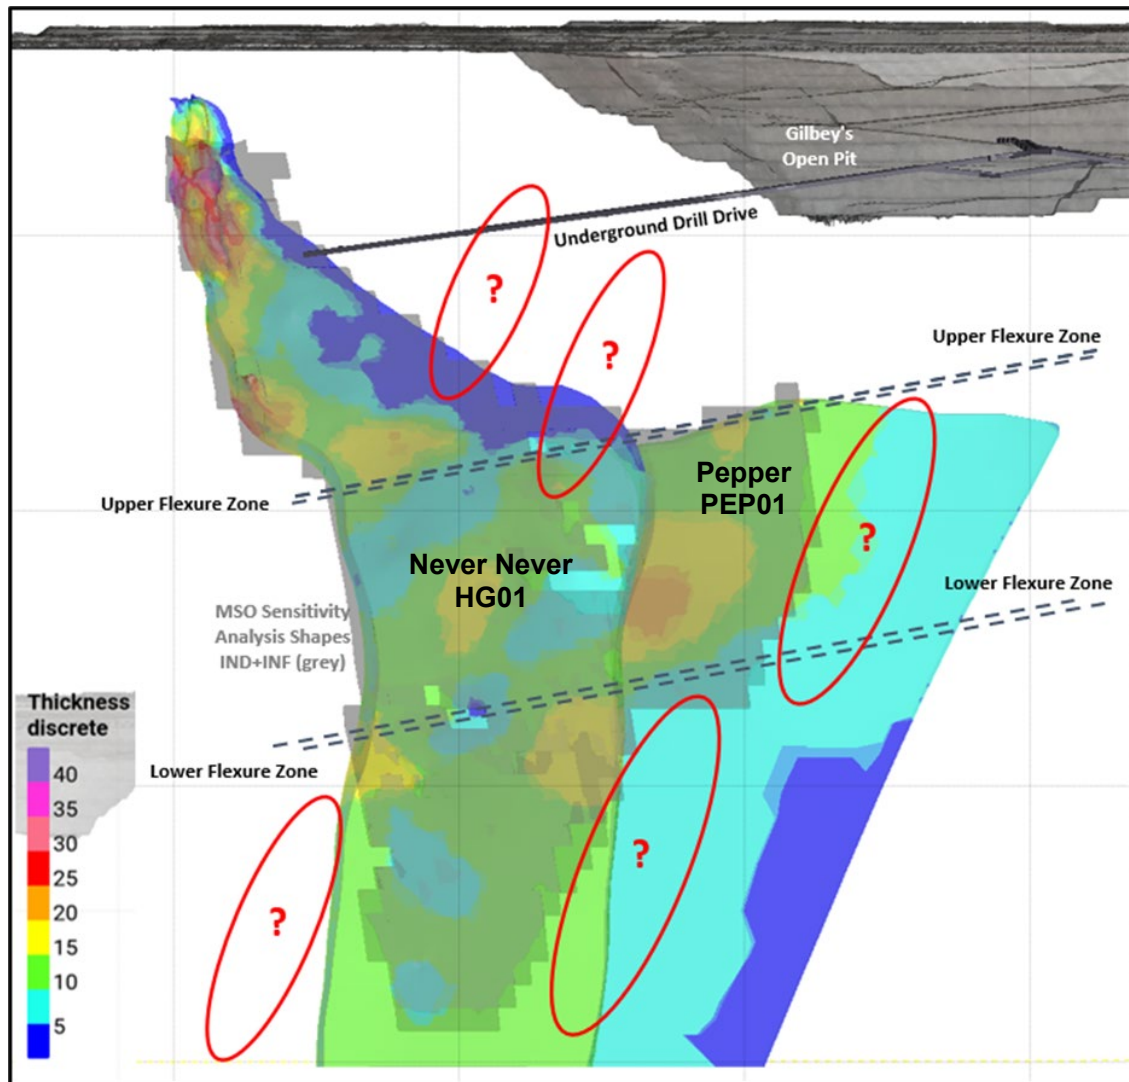 Gilbey's
Open Pit
Underground Drill Drive
?
?
Upper Flexure Zone
Pepper
PEP01
Upper Flexure Zone
?
Never Never
HG01
Lower Flexure Zone
MSO Sensitivity
Analysis Shapes
IND+INF (grey)
Lower Flexure Zone
?
?
Thickness
discrete
40
35
30
25
20
15
10
5